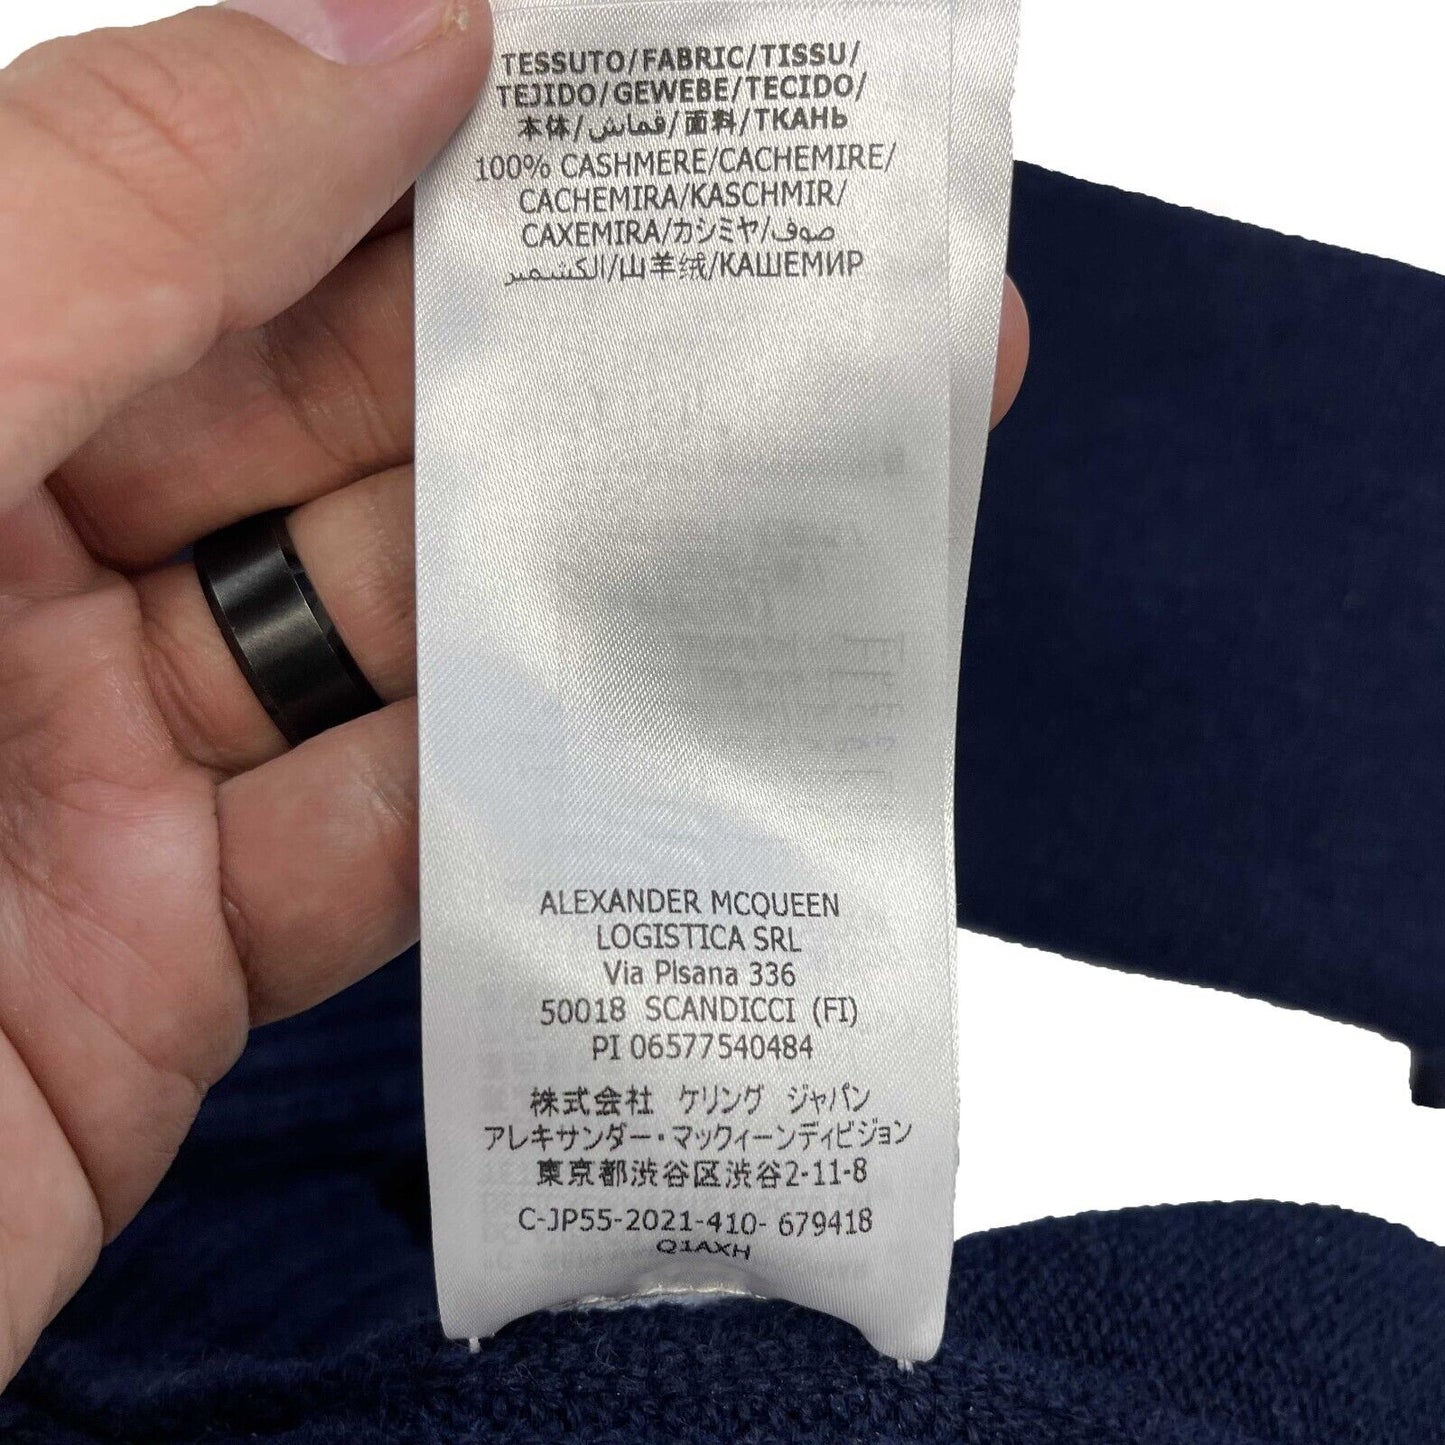 TESSUTO/FABRIC/TISSU/
TEJIDO/GEWEBE/TECIDO/
本体/قماش/面料/ТКАНЬ
100% CASHMERE/CACHEMIRE/
CACHEMIRA/KASCHMIR/
CAXEMIRA/カシミヤ/صوف
الكشمير/山羊绒/КАШЕМИР
ALEXANDER MCQUEEN
LOGISTICA SRL
Via Pisana 336
50018 SCANDICCI (FI)
PI 06577540484
株式会社 ケリング ジャパン
アレキサンダー・マックィーンディビジョン
東京都渋谷区渋谷2-11-8
C-JP55-2021-410- 679418
Q1AXH